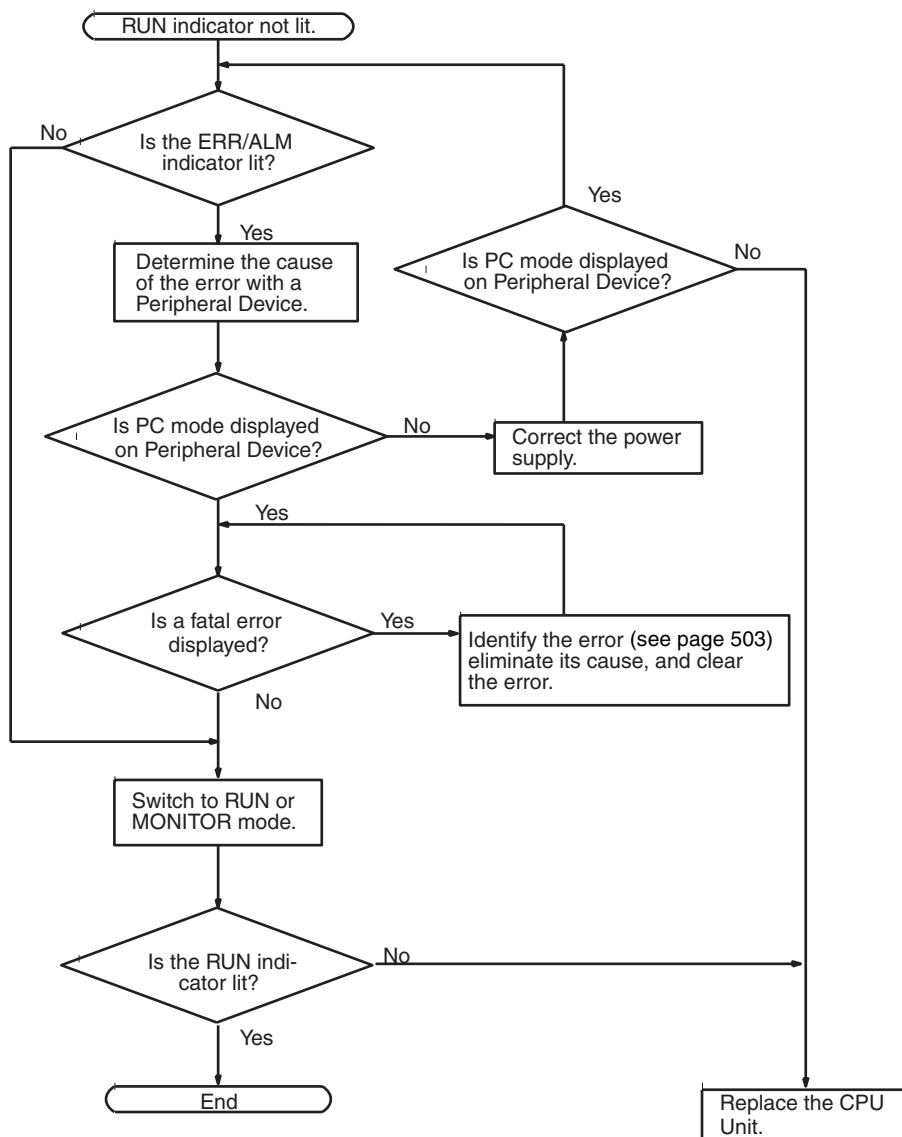 RUN indicator not lit.
No
Is the ERR/ALM
indicator lit?
Yes
Yes
Determine the cause
of the error with a
Peripheral Device.
Is PC mode displayed
on Peripheral Device?
No
Is PC mode displayed
on Peripheral Device?
No
Correct the power
supply.
Yes
Is a fatal error
displayed?
Yes
Identify the error (see page 503)
eliminate its cause, and clear
the error.
No
Switch to RUN or
MONITOR mode.
Is the RUN indi-
cator lit?
No
Yes
End
Replace the CPU
Unit.